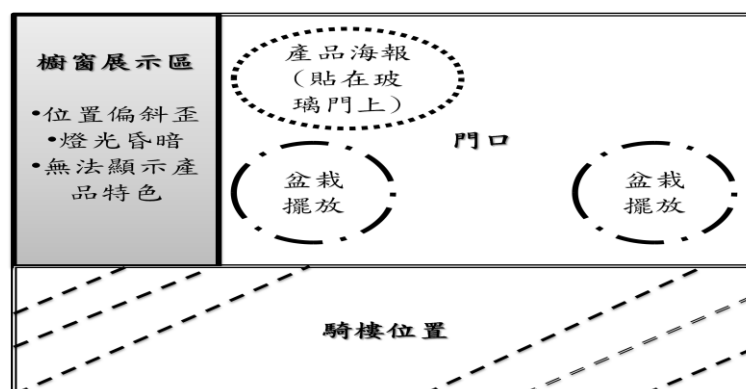 櫥窗展示區
•位置偏斜歪
•燈光昏暗
•無法顯示產
品特色
產品海報
（貼在玻
璃門上）
門口
盆栽
擺放
盆栽
擺放
騎樓位置